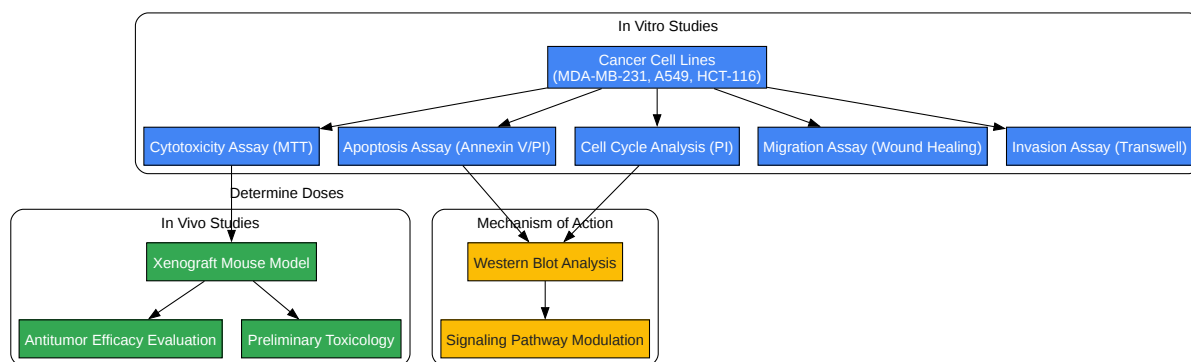 In Vitro Studies
Cancer Cell Lines
(MDA-MB-231, A549, HCT-116)
Cytotoxicity Assay (MTT)
Apoptosis Assay (Annexin V/PI)
Cell Cycle Analysis (PI)
Migration Assay (Wound Healing)
Invasion Assay (Transwell)
Determine Doses
In Vivo Studies
Mechanism of Action
Xenograft Mouse Model
Western Blot Analysis
Antitumor Efficacy Evaluation
Preliminary Toxicology
Signaling Pathway Modulation